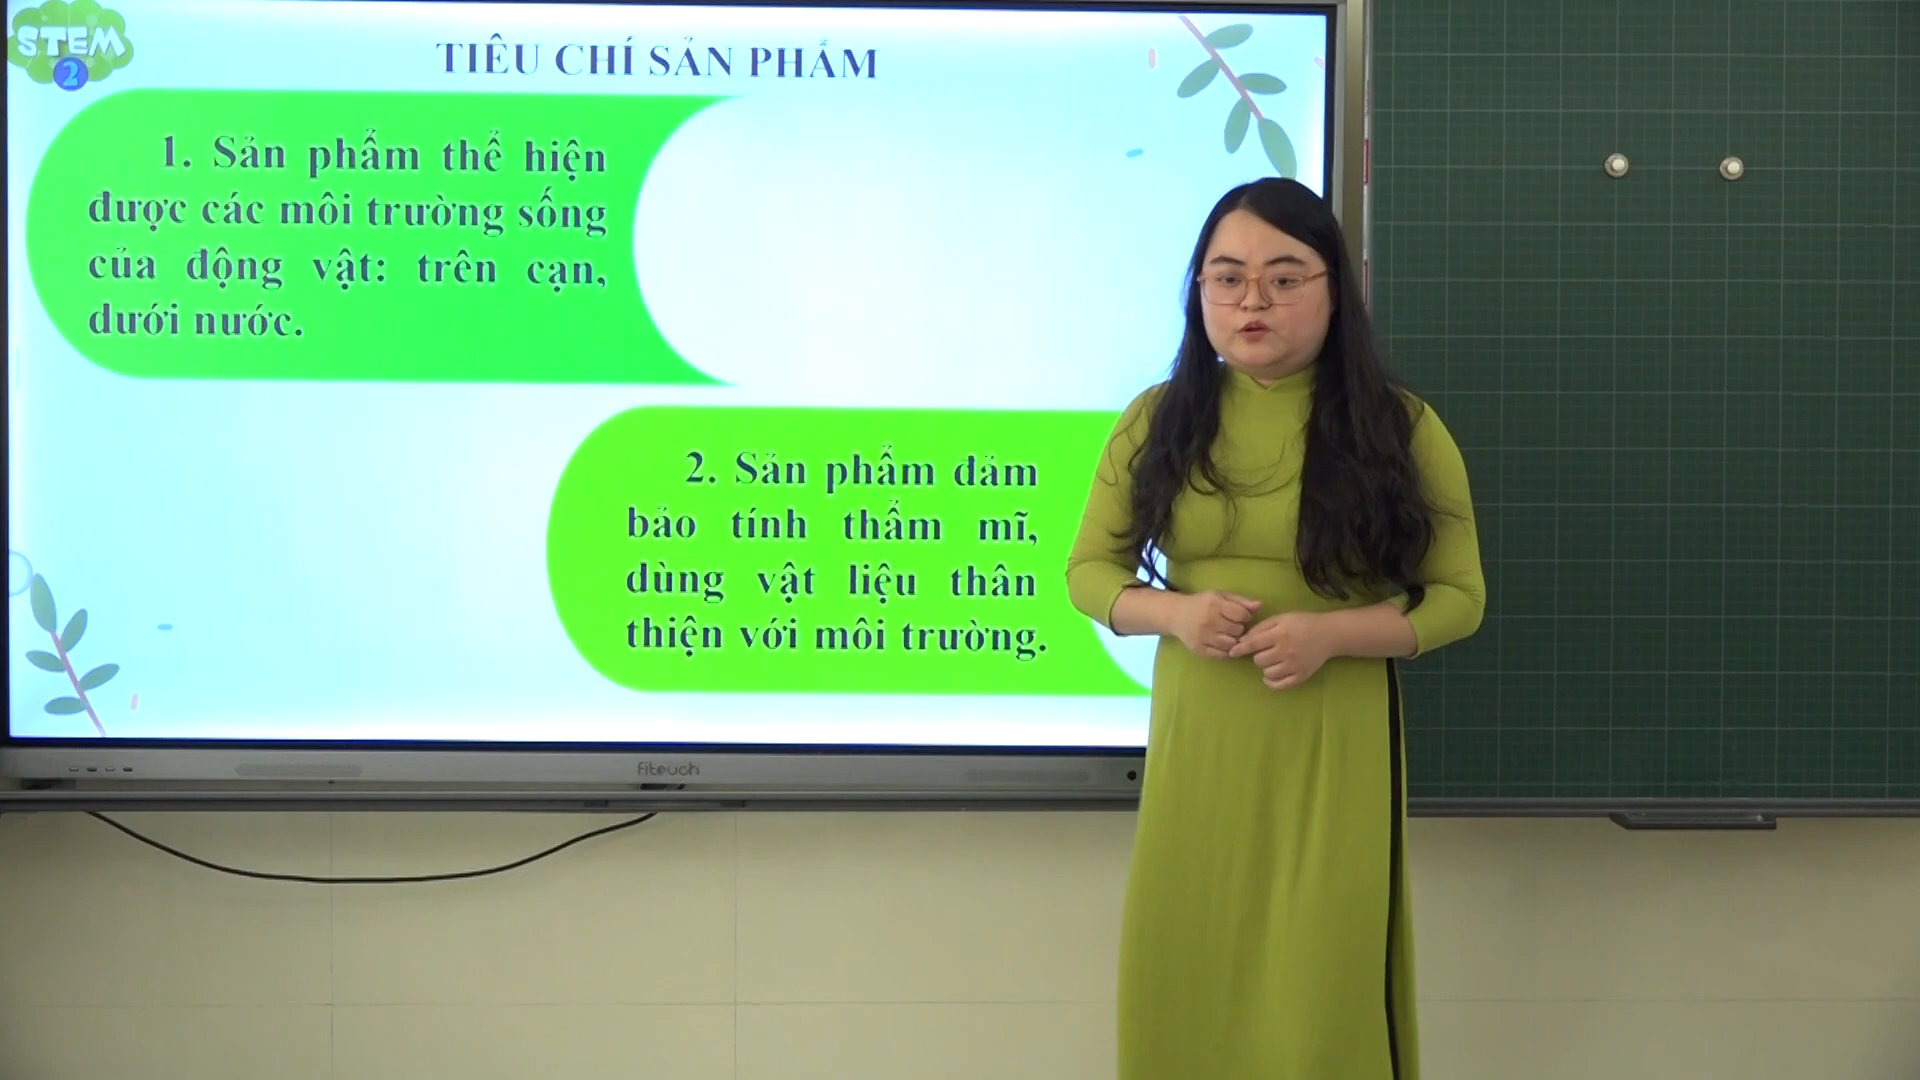 STEM
2
TIÊU CHÍ SẢN PHẨM
1. Sản phẩm thể hiện
được các môi trường sống
của động vật: trên cạn,
dưới nước.
2. Sản phẩm đảm
bảo tính thẩm mĩ,
dùng vật liệu thân
thiện với môi trường.
fitouch